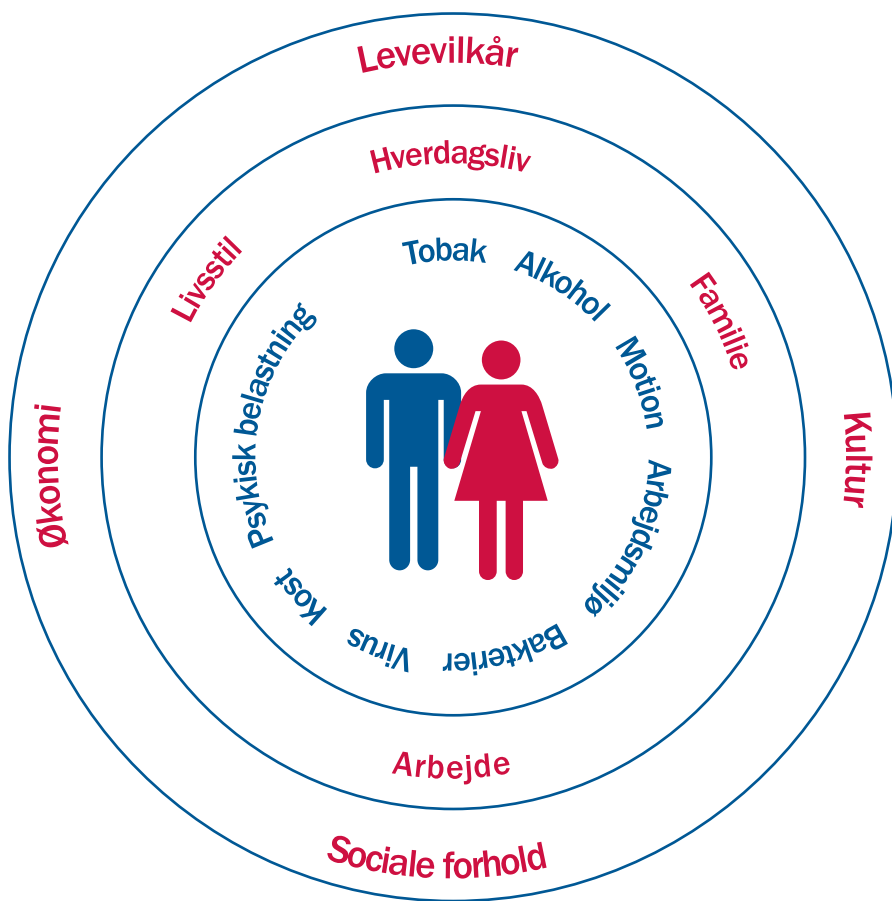 Levevilkår
Kultur
Sociale forhold
Økonomi
Hverdagsliv
Familie
Arbejde
Livsstil
Tobak
Alkohol
Motion
Arbejdsmiljø
Bakterier
Virus
Kost
Psykisk belastning